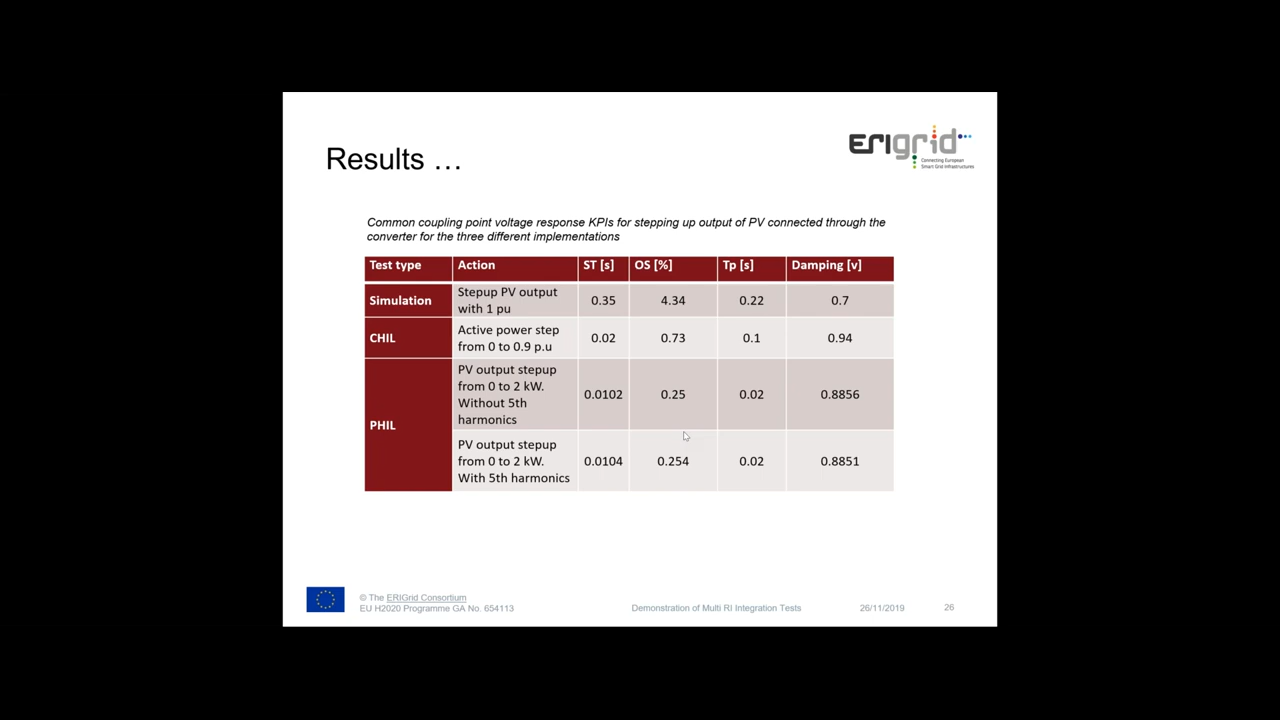 ERIGrid
Connecting European
Smart Grid Infrastructures
Results …
Common coupling point voltage response KPIs for stepping up output of PV connected through the
converter for the three different implementations
Test type Action ST [s] OS [%] Tp [s] Damping [v]
Simulation Stepup PV output
with 1 pu 0.35 4.34 0.22 0.7
CHIL Active power step
from 0 to 0.9 p.u 0.02 0.73 0.1 0.94
PHIL
PV output stepup
from 0 to 2 kW.
Without 5th
harmonics 0.0102 0.25 0.02 0.8856
PV output stepup
from 0 to 2 kW.
With 5th harmonics 0.0104 0.254 0.02 0.8851
© The ERIGrid Consortium
EU H2020 Programme GA No. 654113
Demonstration of Multi RI Integration Tests 26/11/2019 26